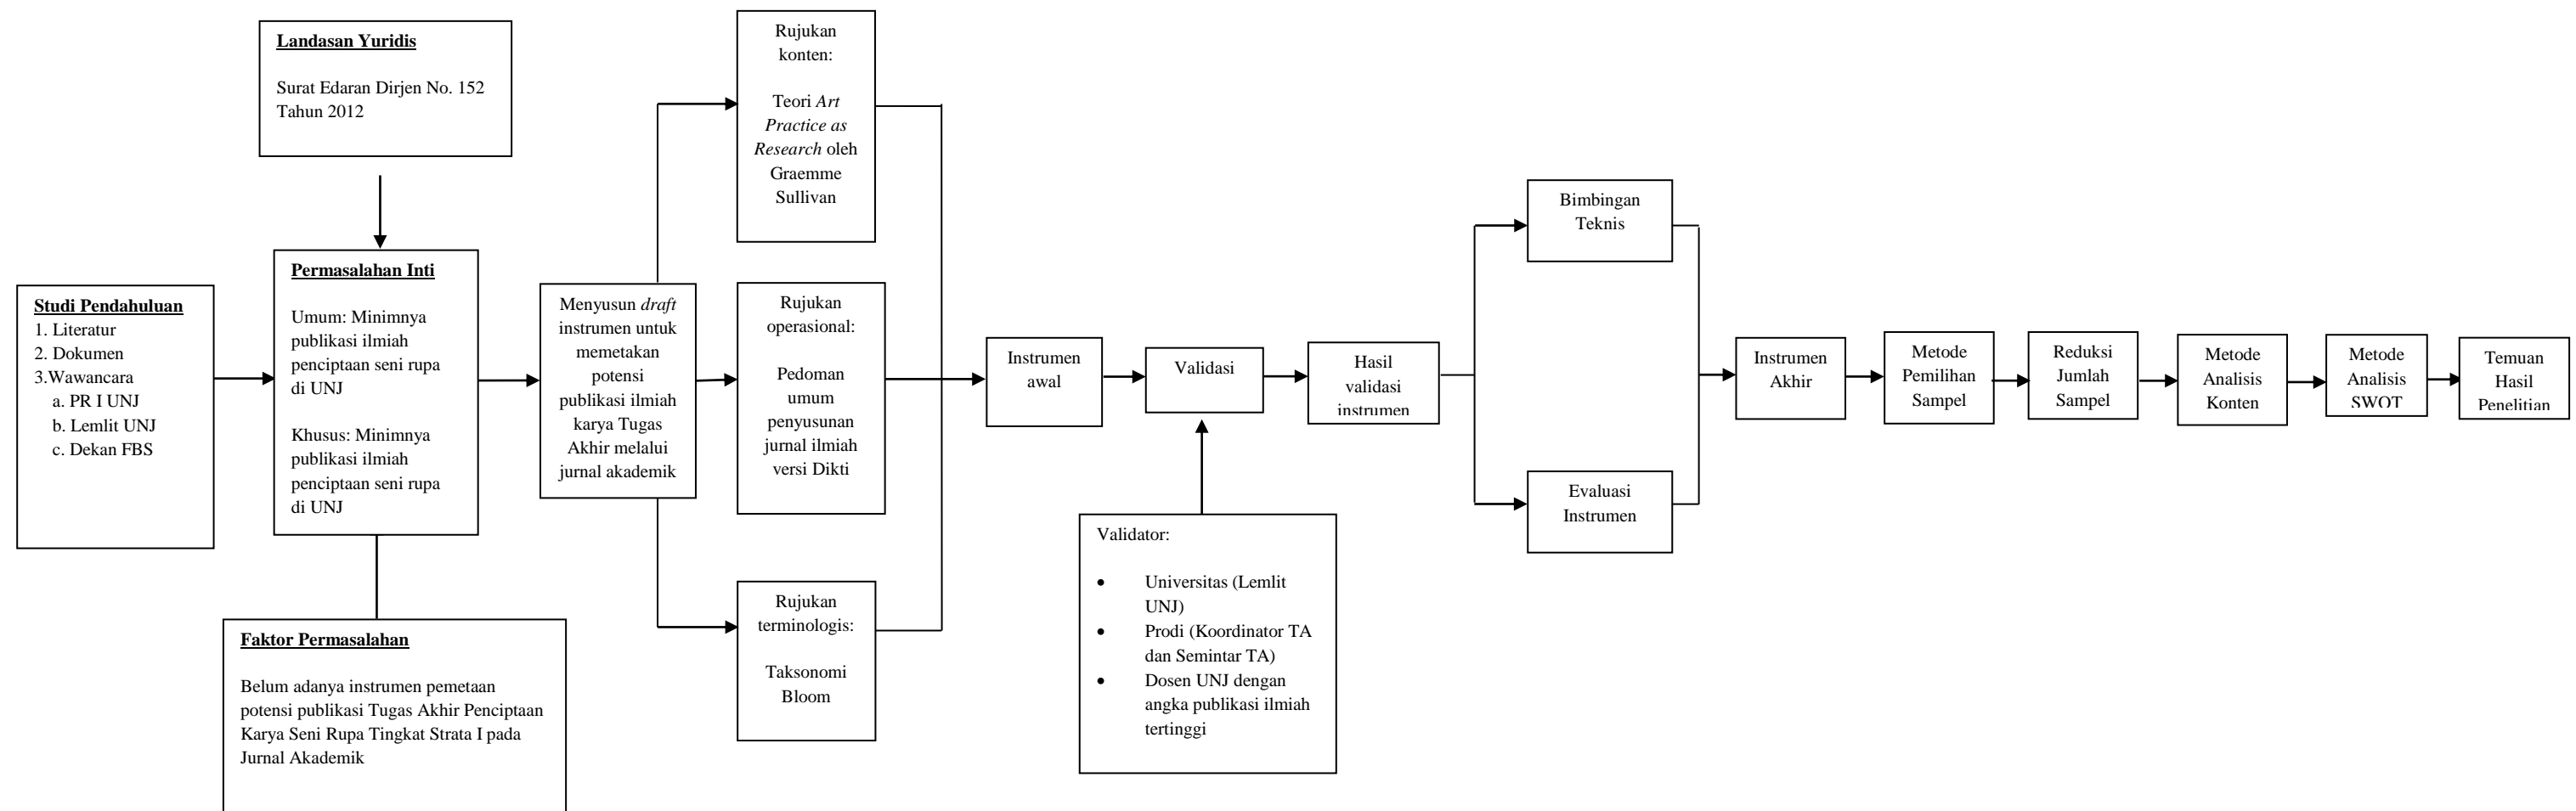 Landasan Yuridis
Surat Edaran Dirjen No. 152
Tahun 2012
Studi Pendahuluan
1. Literatur
2. Dokumen
3.Wawancara
a. PR I UNJ
b. Lemlit UNJ
c. Dekan FBS
Permasalahan Inti
Umum: Minimnya
publikasi ilmiah
penciptaan seni rupa
di UNJ
Khusus: Minimnya
publikasi ilmiah
penciptaan seni rupa
di UNJ
Faktor Permasalahan
Belum adanya instrumen pemetaan
potensi publikasi Tugas Akhir Penciptaan
Karya Seni Rupa Tingkat Strata I pada
Jurnal Akademik
Menyusun draft
instrumen untuk
memetakan
potensi
publikasi ilmiah
karya Tugas
Akhir melalui
jurnal akademik
Rujukan
konten:
Teori Art
Practice as
Research oleh
Graemme
Sullivan
Rujukan
operasional:
Pedoman
umum
penyusunan
jurnal ilmiah
versi Dikti
Rujukan
terminologis:
Taksonomi
Bloom
Instrumen
awal
Validasi
Validator:
• Universitas (Lemlit
UNJ)
• Prodi (Koordinator TA
dan Semintar TA)
• Dosen UNJ dengan
angka publikasi ilmiah
tertinggi
Hasil
validasi
instrumen
Bimbingan
Teknis
Evaluasi
Instrumen
Instrumen
Akhir
Metode
Pemilihan
Sampel
Reduksi
Jumlah
Sampel
Metode
Analisis
Konten
Metode
Analisis
SWOT
Temuan
Hasil
Penelitian